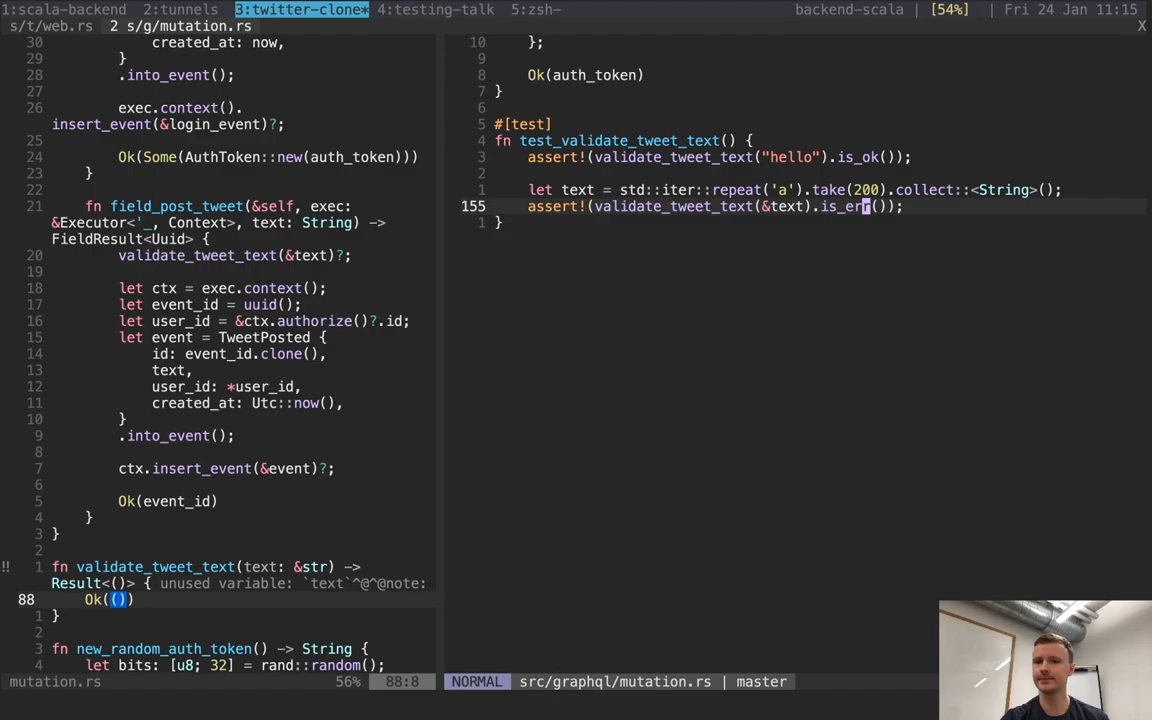 1:scala-backend 2:tunnels 3:twitter-clone* 4:testing-talk 5:zsh- backend-scala | [54%] | Fri 24 Jan 11:15
s/t/web.rs 2 s/g/mutation.rs X
30 created_at: now,
29 }
28 .into_event();
27
26 exec.context().
insert_event(&login_event)?;
25
24 Ok(Some(AuthToken::new(auth_token)))
23 }
22
21 fn field_post_tweet(&self, exec:
&Executor<'_, Context>, text: String) ->
FieldResult<Uuid> {
20 validate_tweet_text(&text)?;
19
18 let ctx = exec.context();
17 let event_id = uuid();
16 let user_id = &ctx.authorize()?.id;
15 let event = TweetPosted {
14 id: event_id.clone(),
13 text,
12 user_id: *user_id,
11 created_at: Utc::now(),
10 }
9 .into_event();
8
7 ctx.insert_event(&event)?;
6
5 Ok(event_id)
4 }
3 }
2
!! 1 fn validate_tweet_text(text: &str) ->
Result<()> { unused variable: `text`^@^@note:
88 Ok(())
1 }
2
3 fn new_random_auth_token() -> String {
4 let bits: [u8; 32] = rand::random();
mutation.rs 56% 88:8
10 };
9
8 Ok(auth_token)
7 }
6
5 #[test]
4 fn test_validate_tweet_text() {
3 assert!(validate_tweet_text("hello").is_ok());
2
1 let text = std::iter::repeat('a').take(200).collect::<String>();
155 assert!(validate_tweet_text(&text).is_err());
1 }
NORMAL src/graphql/mutation.rs | master